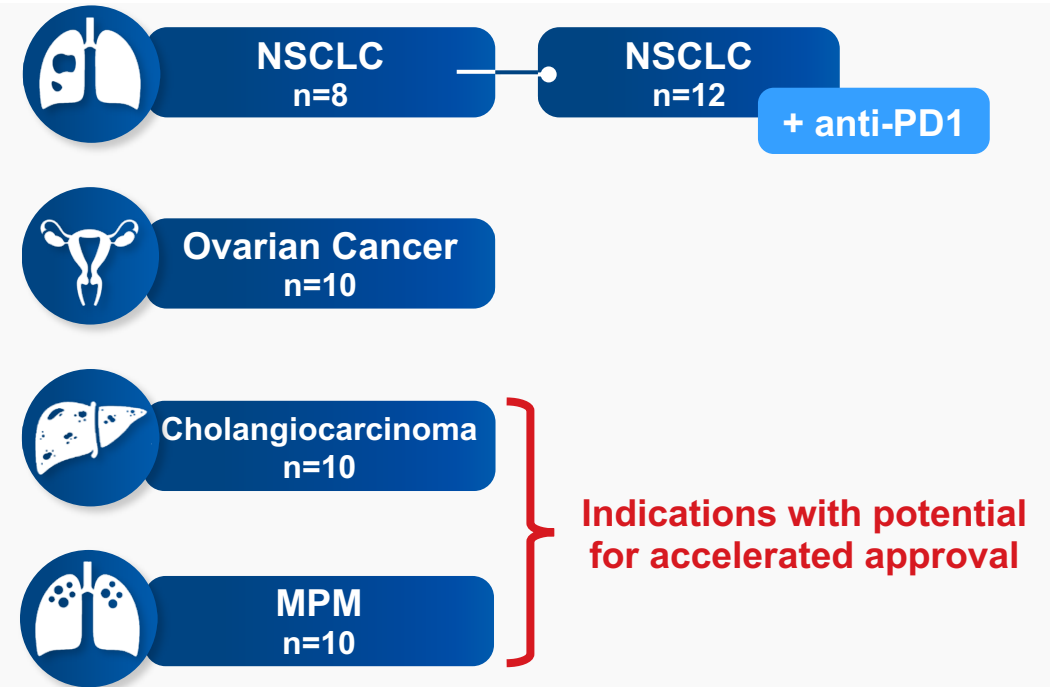 NSCLC
n=8
NSCLC
n=12
+ anti-PD1
Ovarian Cancer
n=10
Cholangiocarcinoma
n=10
Indications with potential
for accelerated approval
MPM
n=10